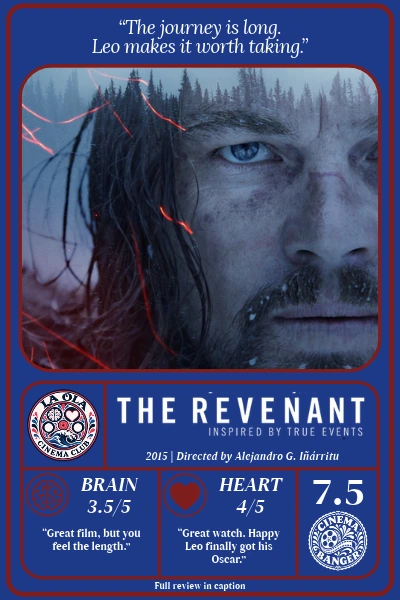 “The journey is long.
Leo makes it worth taking.”
LA OLA
CINEMA CLUB
THE REVENANT
INSPIRED BY TRUE EVENTS
2015 | Directed by Alejandro G. Iñárritu
BRAIN
3.5/5
“Great film, but you
feel the length.”
HEART
4/5
“Great watch. Happy
Leo finally got his
Oscar.”
7.5
CINEMA
BANGER
Full review in caption